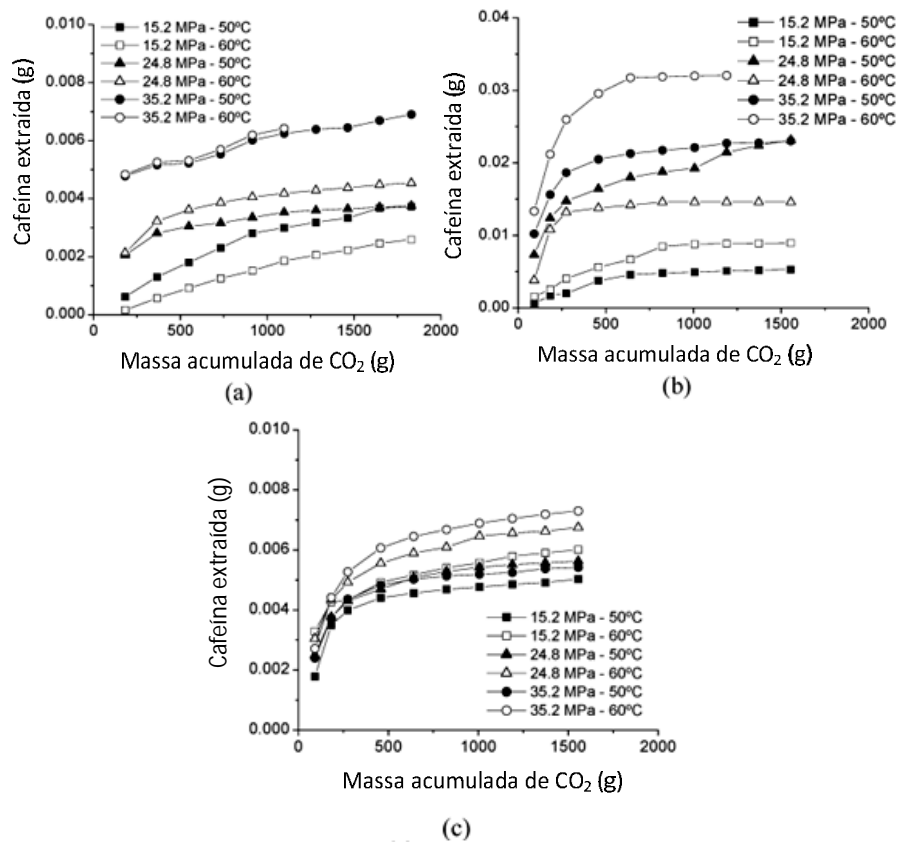 Cafeína extraída (g)
0.010
0.008
0.006
0.004
0.002
0.000
15.2 MPa - 50ºC
15.2 MPa - 60ºC
24.8 MPa - 50ºC
24.8 MPa - 60ºC
35.2 MPa - 50ºC
35.2 MPa - 60ºC
0 500 1000 1500 2000
Massa acumulada de CO₂ (g)
(a)
Cafeína extraída (g)
0.04
0.03
0.02
0.01
0.00
15.2 MPa - 50ºC
15.2 MPa - 60ºC
24.8 MPa - 50ºC
24.8 MPa - 60ºC
35.2 MPa - 50ºC
35.2 MPa - 60ºC
0 500 1000 1500 2000
Massa acumulada de CO₂ (g)
(b)
Cafeína extraída (g)
0.010
0.008
0.006
0.004
0.002
0.000
15.2 MPa - 50ºC
15.2 MPa - 60ºC
24.8 MPa - 50ºC
24.8 MPa - 60ºC
35.2 MPa - 50ºC
35.2 MPa - 60ºC
0 500 1000 1500 2000
Massa acumulada de CO₂ (g)
(c)